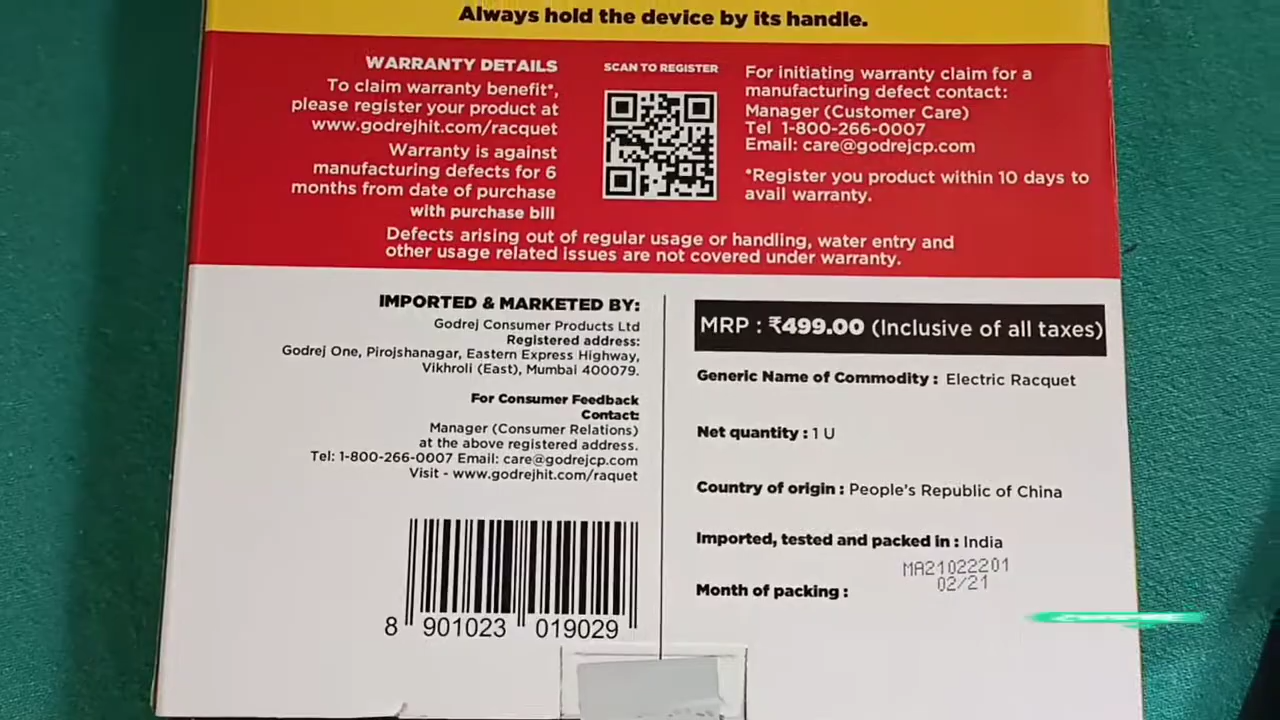 Always hold the device by its handle.
WARRANTY DETAILS
To claim warranty benefit*,
please register your product at
www.godrejhit.com/racquet
Warranty is against
manufacturing defects for 6
months from date of purchase
with purchase bill
SCAN TO REGISTER
For initiating warranty claim for a
manufacturing defect contact:
Manager (Customer Care)
Tel 1-800-266-0007
Email: care@godrejcp.com
*Register you product within 10 days to
avail warranty.
Defects arising out of regular usage or handling, water entry and
other usage related issues are not covered under warranty.
IMPORTED & MARKETED BY:
Godrej Consumer Products Ltd
Registered address:
Godrej One, Pirojshanagar, Eastern Express Highway,
Vikhroli (East), Mumbai 400079.
For Consumer Feedback
Contact:
Manager (Consumer Relations)
at the above registered address.
Tel: 1-800-266-0007 Email: care@godrejcp.com
Visit - www.godrejhit.com/raquet
8 901023 019029
MRP : ₹499.00 (Inclusive of all taxes)
Generic Name of Commodity : Electric Racquet
Net quantity : 1 U
Country of origin : People's Republic of China
Imported, tested and packed in : India
MA21022201
Month of packing : 02/21